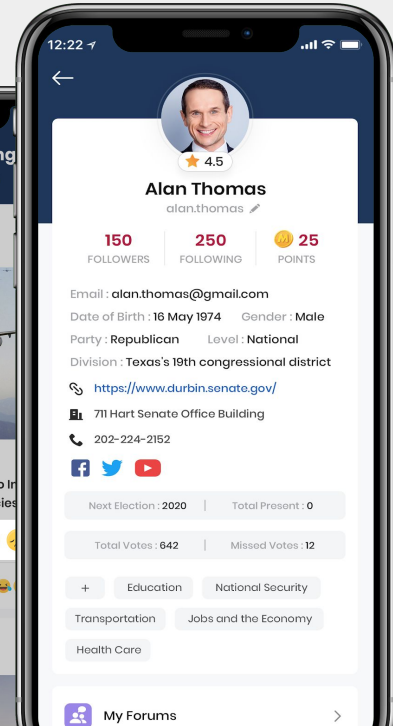 12:22
ng
4.5
Alan Thomas
alan.thomas
150
250
25
FOLLOWERS
FOLLOWING
POINTS
Email : alan.thomas@gmail.com
Date of Birth : 16 May 1974 Gender : Male
Party : Republican Level : National
Division : Texas's 19th congressional district
https://www.durbin.senate.gov/
711 Hart Senate Office Building
202-224-2152
Next Election : 2020 | Total Present : 0
Total Votes : 642 | Missed Votes : 12
+ Education National Security
Transportation Jobs and the Economy
Health Care
My Forums